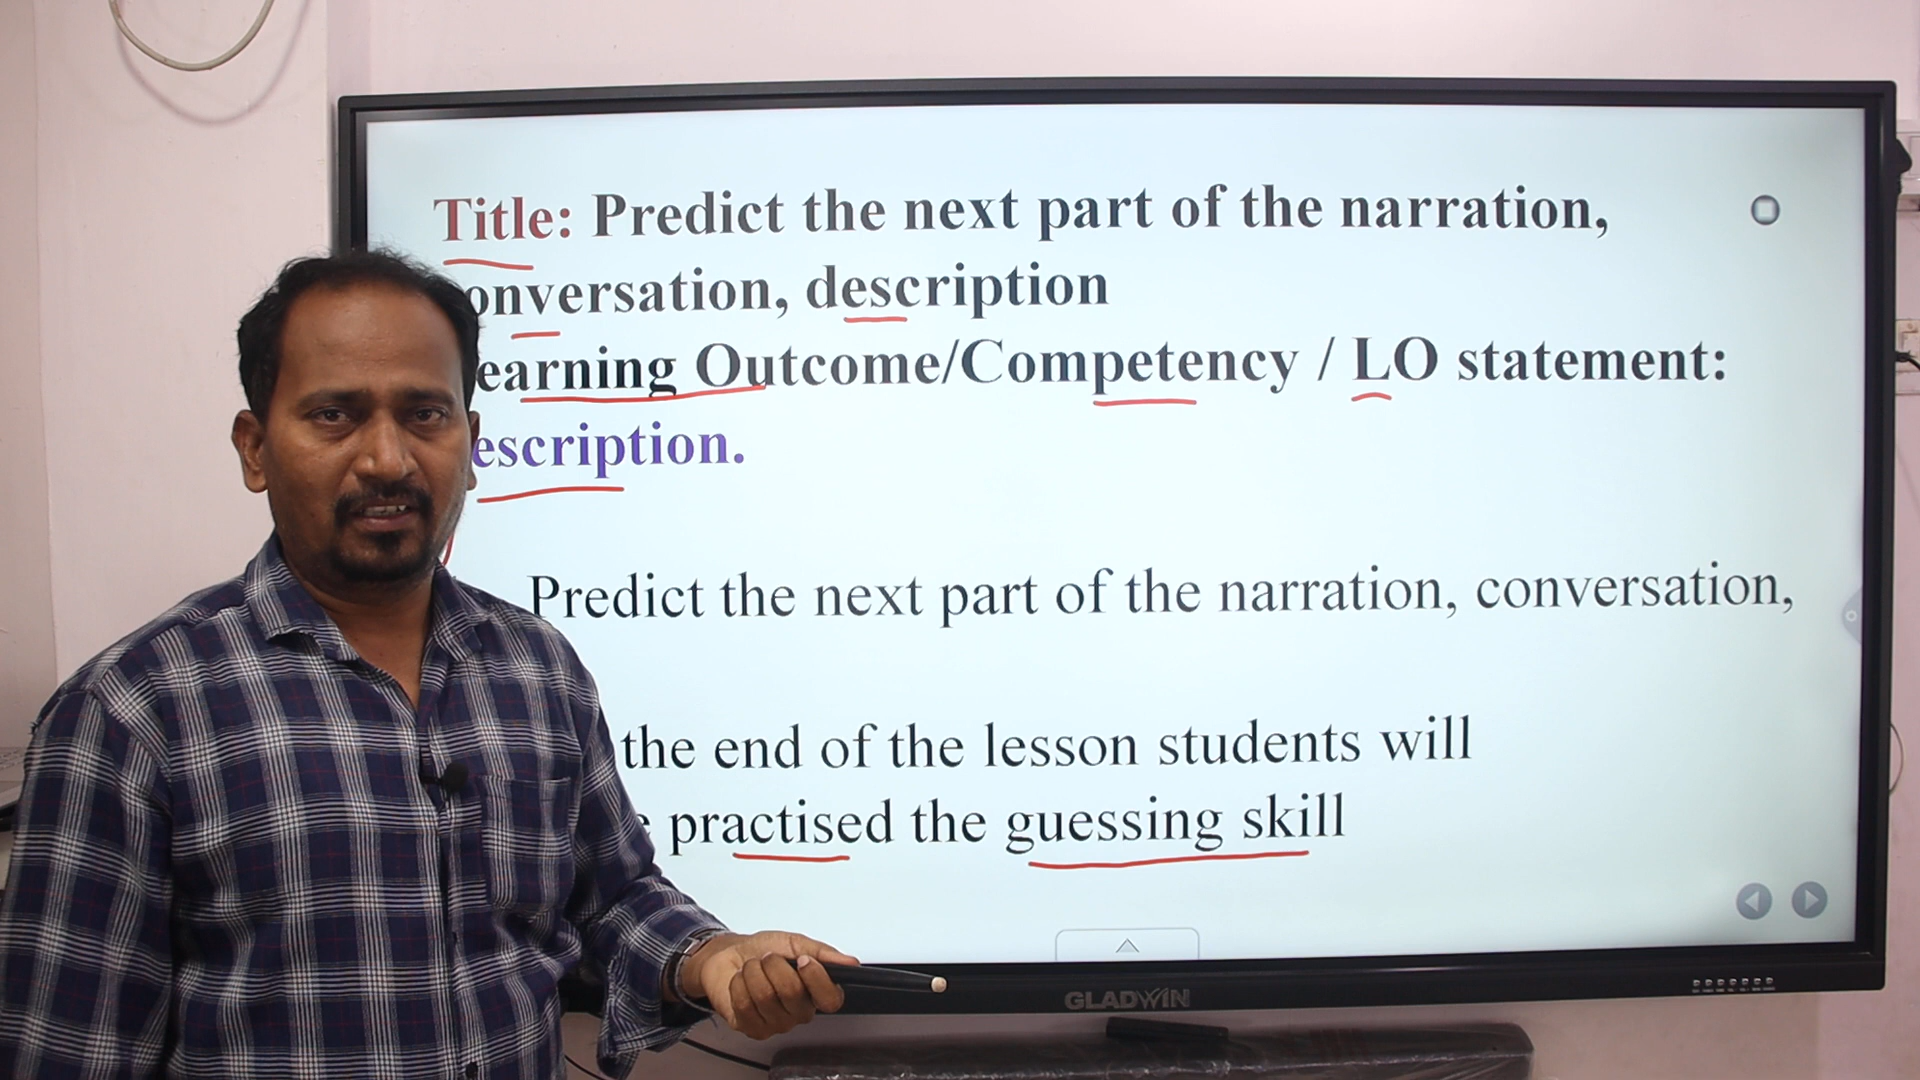 Title: Predict the next part of the narration,
onversation, description
earning Outcome/Competency / LO statement:
escription.
Predict the next part of the narration, conversation,
the end of the lesson students will
practised the guessing skill
GLADWIN